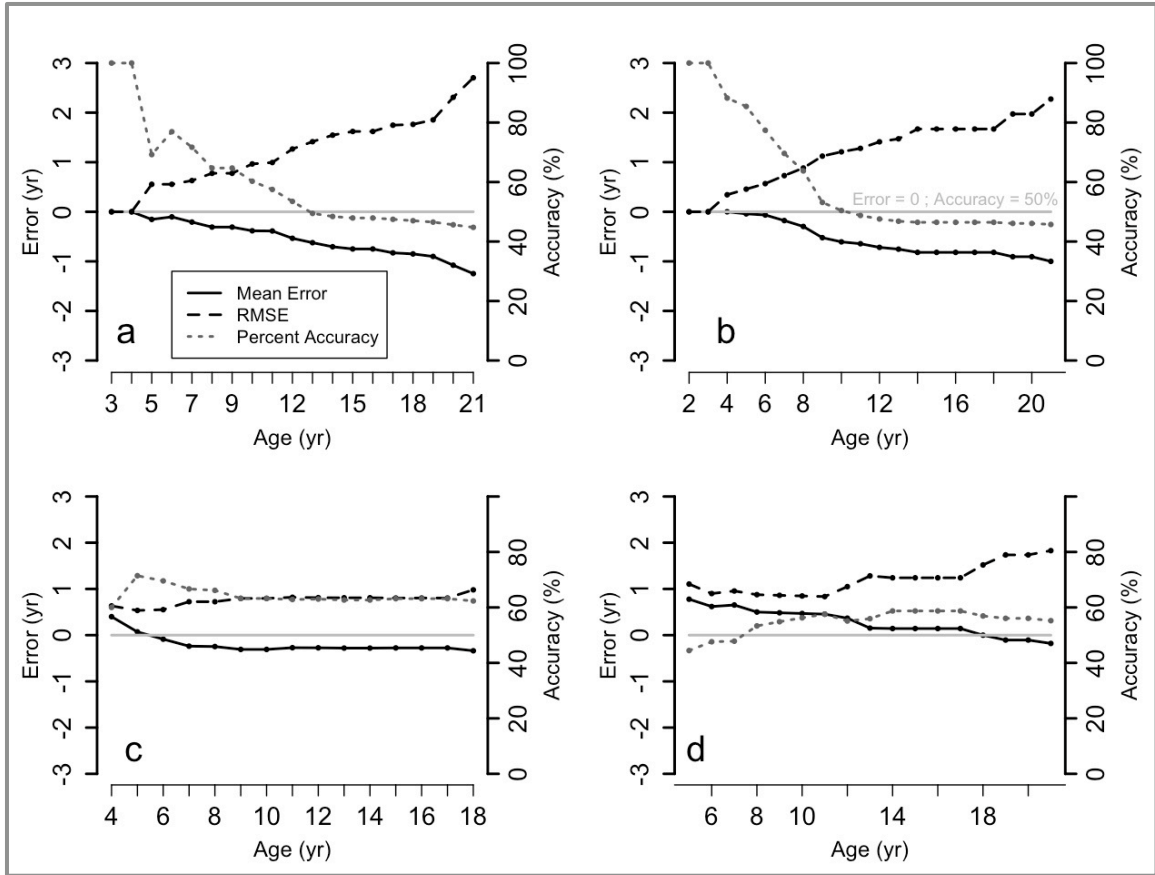 3
2
1
0
-1
-2
-3
Error (yr)
100
80
60
40
20
0
Accuracy (%)
Mean Error
RMSE
Percent Accuracy
a
3 5 7 9 12 15 18 21
Age (yr)
3
2
1
0
-1
-2
-3
Error (yr)
100
80
60
40
20
0
Accuracy (%)
Error = 0 ; Accuracy = 50%
b
2 4 6 8 12 16 20
Age (yr)
3
2
1
0
-1
-2
-3
Error (yr)
80
60
40
20
0
Accuracy (%)
c
4 6 8 10 12 14 16 18
Age (yr)
3
2
1
0
-1
-2
-3
Error (yr)
80
60
40
20
0
Accuracy (%)
d
6 8 10 14 18
Age (yr)